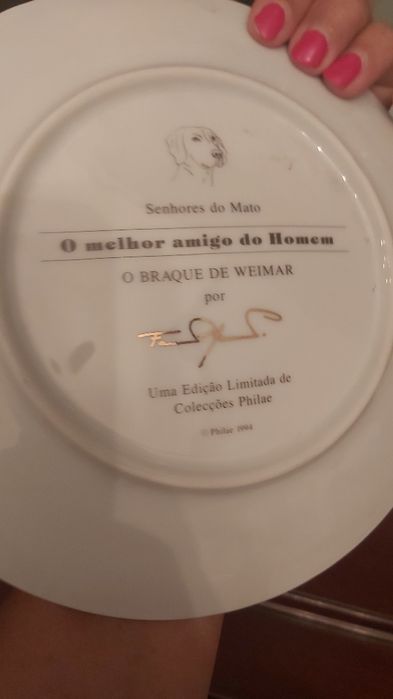 Senhores do Mato
O melhor amigo do Homem
O BRAQUE DE WEIMAR
por
Uma Edição Limitada de
Colecções Philae
© Philae 1994